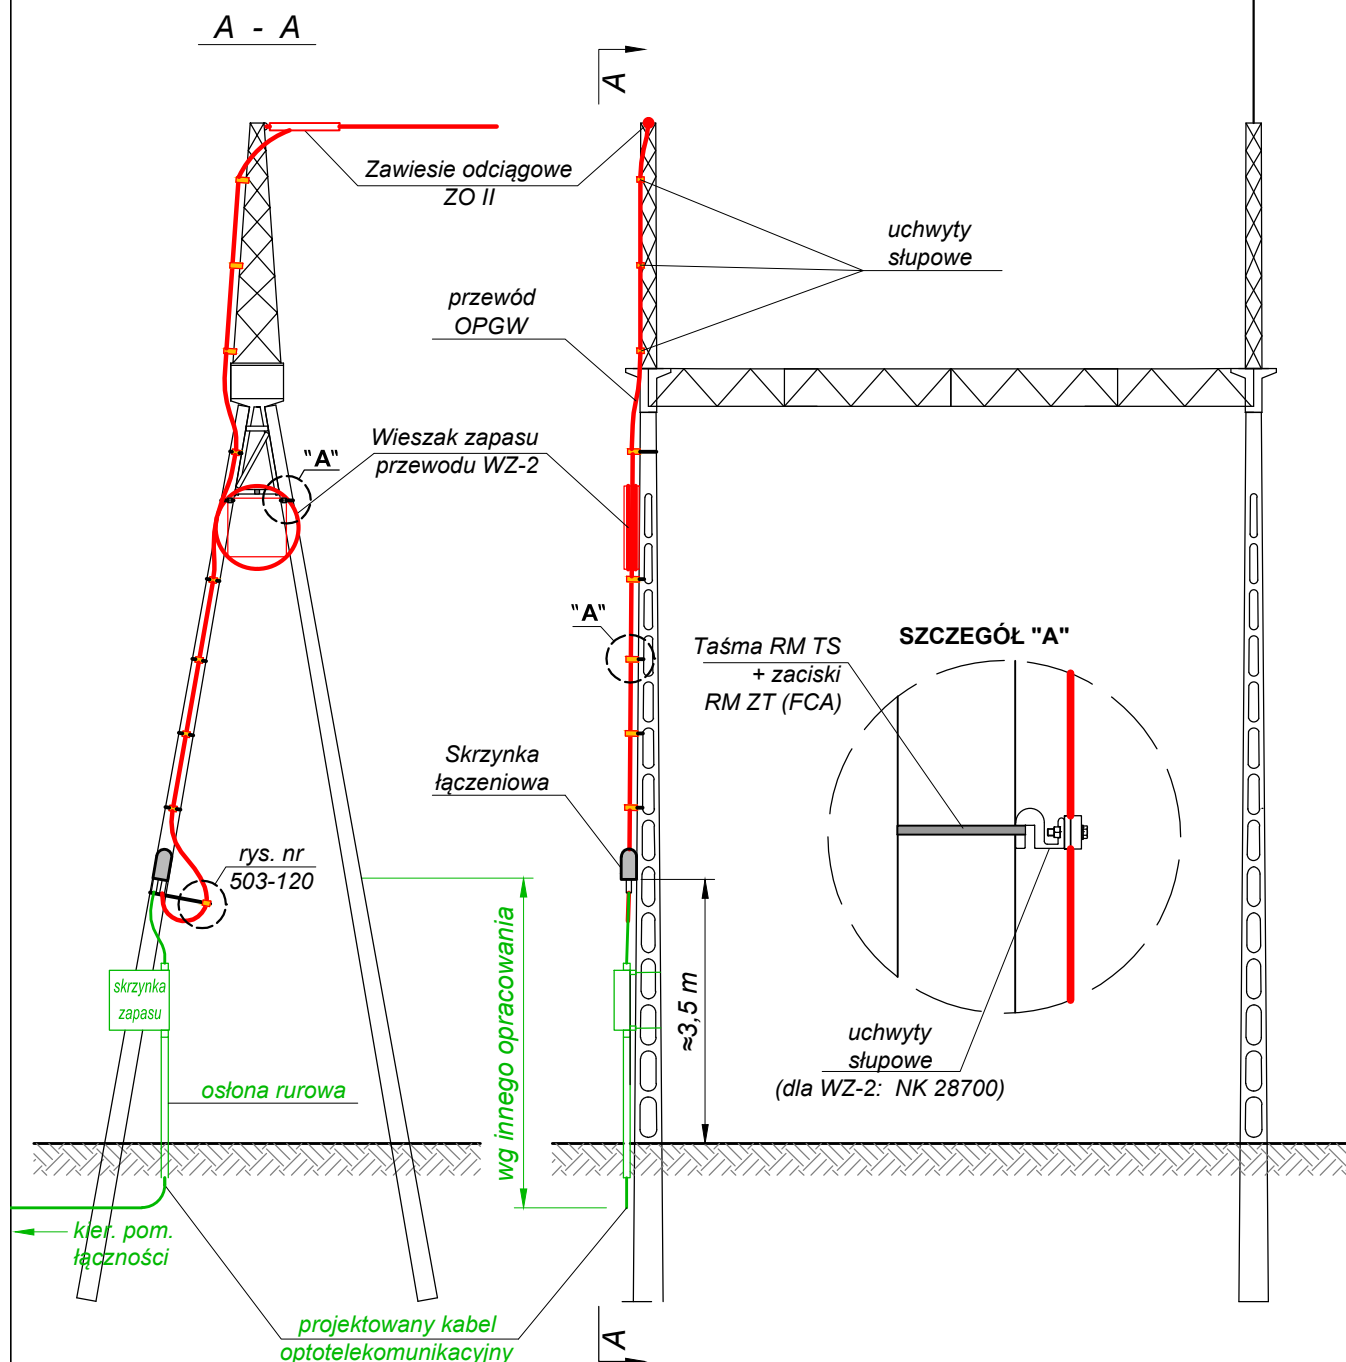 A - A
A
Zawiesie odciągowe
ZO II
uchwyty
słupowe
przewód
OPGW
Wieszak zapasu
przewodu WZ-2
"A"
"A"
SZCZEGÓŁ "A"
Taśma RM TS
+ zaciski
RM ZT (FCA)
Skrzynka
łączeniowa
rys. nr
503-120
wg innego opracowania
≈3,5 m
skrzynka
zapasu
osłona rurowa
uchwyty
słupowe
(dla WZ-2: NK 28700)
kier. pom.
łączności
projektowany kabel
optotelekomunikacyjny
A